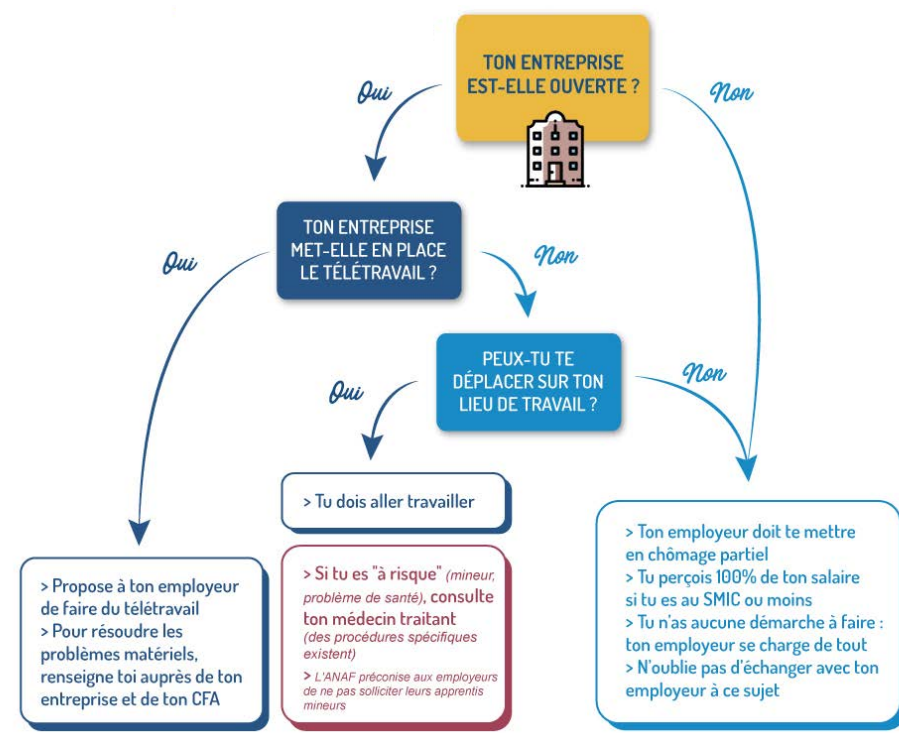 TON ENTREPRISE
EST-ELLE OUVERTE ?
Oui
Non
TON ENTREPRISE
MET-ELLE EN PLACE
LE TÉLÉTRAVAIL ?
Oui
Non
PEUX-TU TE
DÉPLACER SUR TON
LIEU DE TRAVAIL ?
Oui
Non
> Propose à ton employeur
de faire du télétravail
> Pour résoudre les
problèmes matériels,
renseigne toi auprès de ton
entreprise et de ton CFA
> Tu dois aller travailler
> Si tu es "à risque" (mineur,
problème de santé), consulte
ton médecin traitant
(des procédures spécifiques
existent)
> L'ANAF préconise aux employeurs
de ne pas solliciter leurs apprentis
mineurs
> Ton employeur doit te mettre
en chômage partiel
> Tu perçois 100% de ton salaire
si tu es au SMIC ou moins
> Tu n'as aucune démarche à faire :
ton employeur se charge de tout
> N'oublie pas d'échanger avec ton
employeur à ce sujet